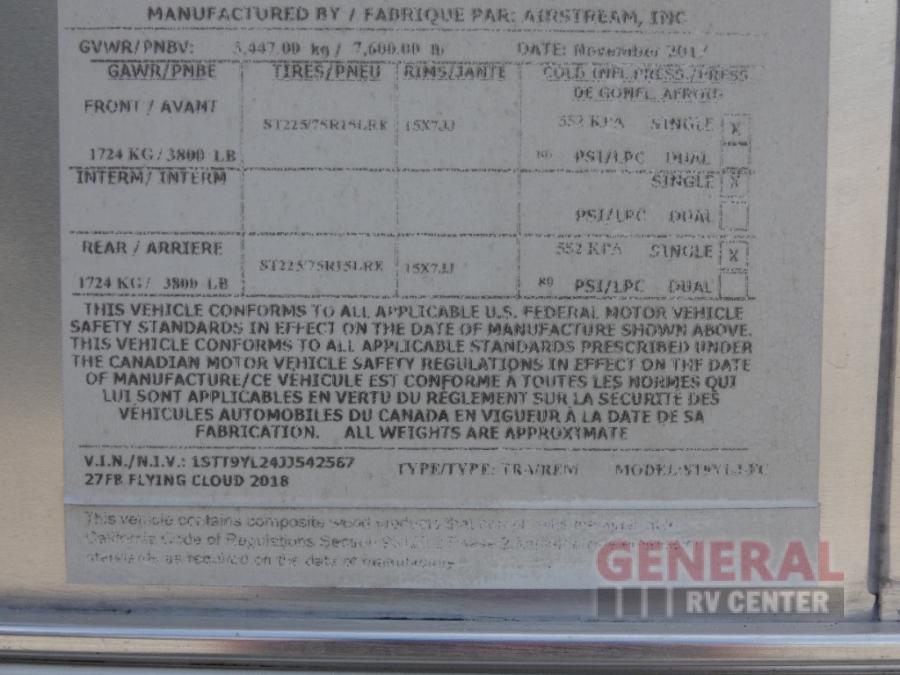 MANUFACTURED BY / FABRIQUE PAR: AIRSTREAM, INC
GVWR/PNBV: 3,447.00 kg / 7,600.00 lb DATE: November 2017
GAWR/PNBE TIRES/PNEU RIMS/JANTE COLD INFL.PRESS./PRESS
DE GONFL. AFROID
FRONT / AVANT
ST225/75R15LRE 15X7JJ 552 KPA SINGLE X
1724 KG / 3800 LB 80 PSI/LPC DUAL
INTERM/ INTERM SINGLE X
PSI/LPC DUAL
REAR / ARRIERE 552 KPA SINGLE X
ST225/75R15LRE 15X7JJ
1724 KG / 3800 LB 80 PSI/LPC DUAL
THIS VEHICLE CONFORMS TO ALL APPLICABLE U.S. FEDERAL MOTOR VEHICLE
SAFETY STANDARDS IN EFFECT ON THE DATE OF MANUFACTURE SHOWN ABOVE.
THIS VEHICLE CONFORMS TO ALL APPLICABLE STANDARDS PRESCRIBED UNDER
THE CANADIAN MOTOR VEHICLE SAFETY REGULATIONS IN EFFECT ON THE DATE
OF MANUFACTURE/CE VÉHICULE EST CONFORME À TOUTES LES NORMES QUI
LUI SONT APPLICABLES EN VERTU DU RÈGLEMENT SUR LA SÉCURITÉ DES
VÉHICULES AUTOMOBILES DU CANADA EN VIGUEUR À LA DATE DE SA
FABRICATION. ALL WEIGHTS ARE APPROXIMATE
V.I.N./N.I.V.: 1STT9YL24JJ542567 TYPE/TYPE: TRA/REM MODEL:
27FB FLYING CLOUD 2018
This vehicle contains composite wood products that
California Code of Regulations Section
standards, as required on the date of manufacture.
GENERAL
RV CENTER